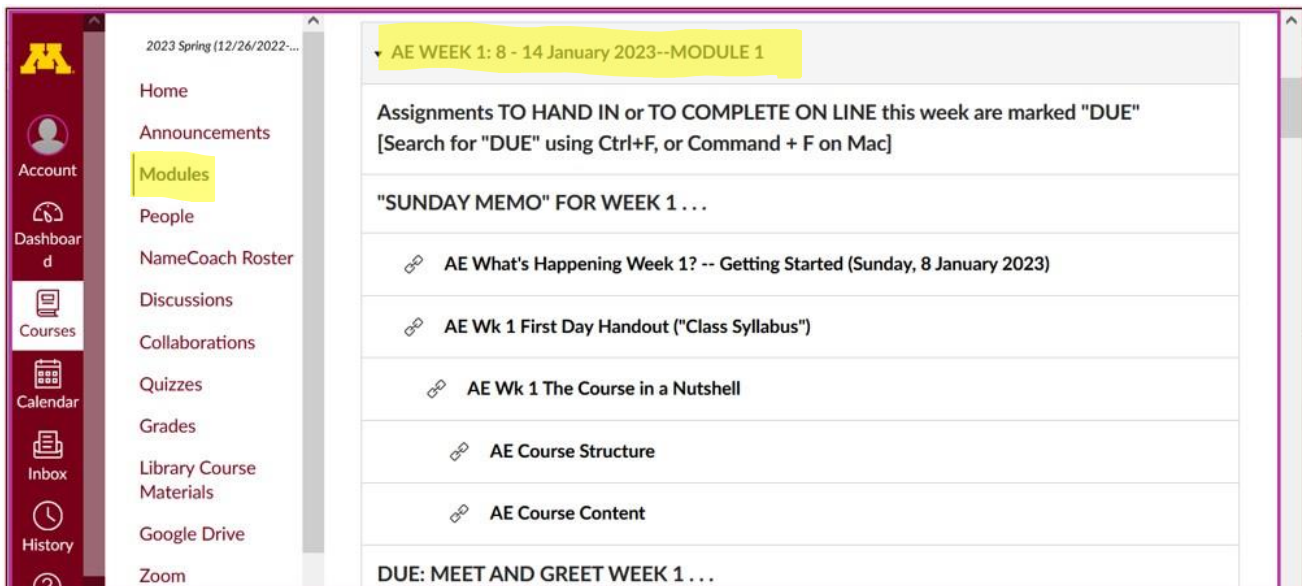 Account
Dashboar
d
Courses
Calendar
Inbox
History
2023 Spring (12/26/2022-...
Home
Announcements
Modules
People
NameCoach Roster
Discussions
Collaborations
Quizzes
Grades
Library Course
Materials
Google Drive
Zoom
AE WEEK 1: 8 - 14 January 2023--MODULE 1
Assignments TO HAND IN or TO COMPLETE ON LINE this week are marked "DUE"
[Search for "DUE" using Ctrl+F, or Command + F on Mac]
"SUNDAY MEMO" FOR WEEK 1 . . .
AE What's Happening Week 1? -- Getting Started (Sunday, 8 January 2023)
AE Wk 1 First Day Handout ("Class Syllabus")
AE Wk 1 The Course in a Nutshell
AE Course Structure
AE Course Content
DUE: MEET AND GREET WEEK 1 . . .